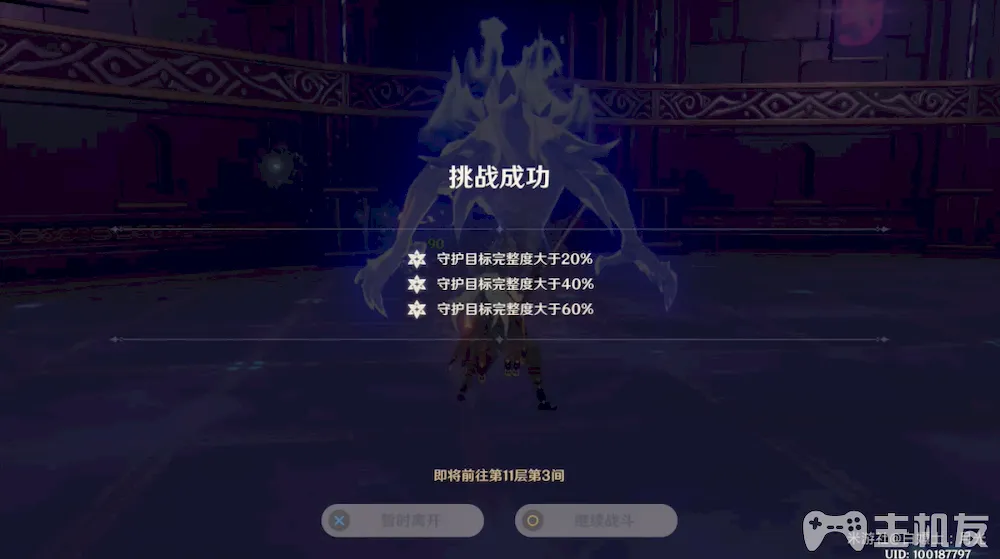 挑战成功
90
守护目标完整度大于20%
守护目标完整度大于40%
守护目标完整度大于60%
即将前往第11层第3间
暂时离开
继续战斗
主机友
UID: 100187797